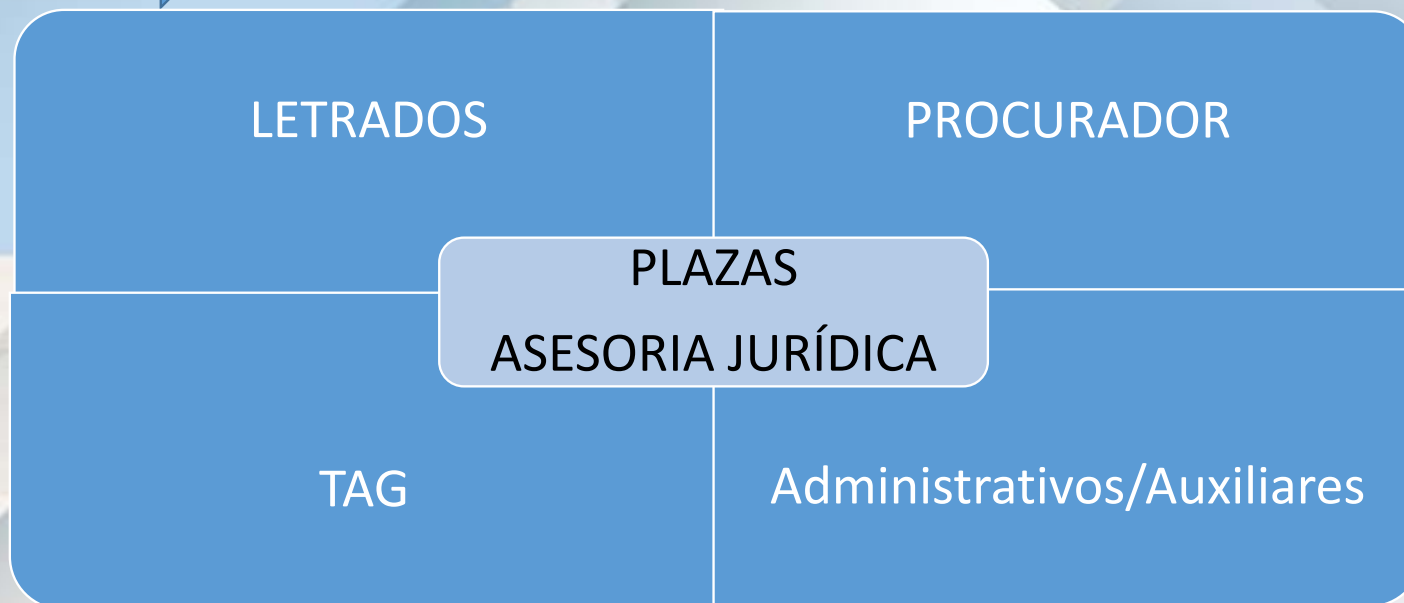 LETRADOS
PROCURADOR
PLAZAS
ASESORIA JURÍDICA
TAG
Administrativos/Auxiliares